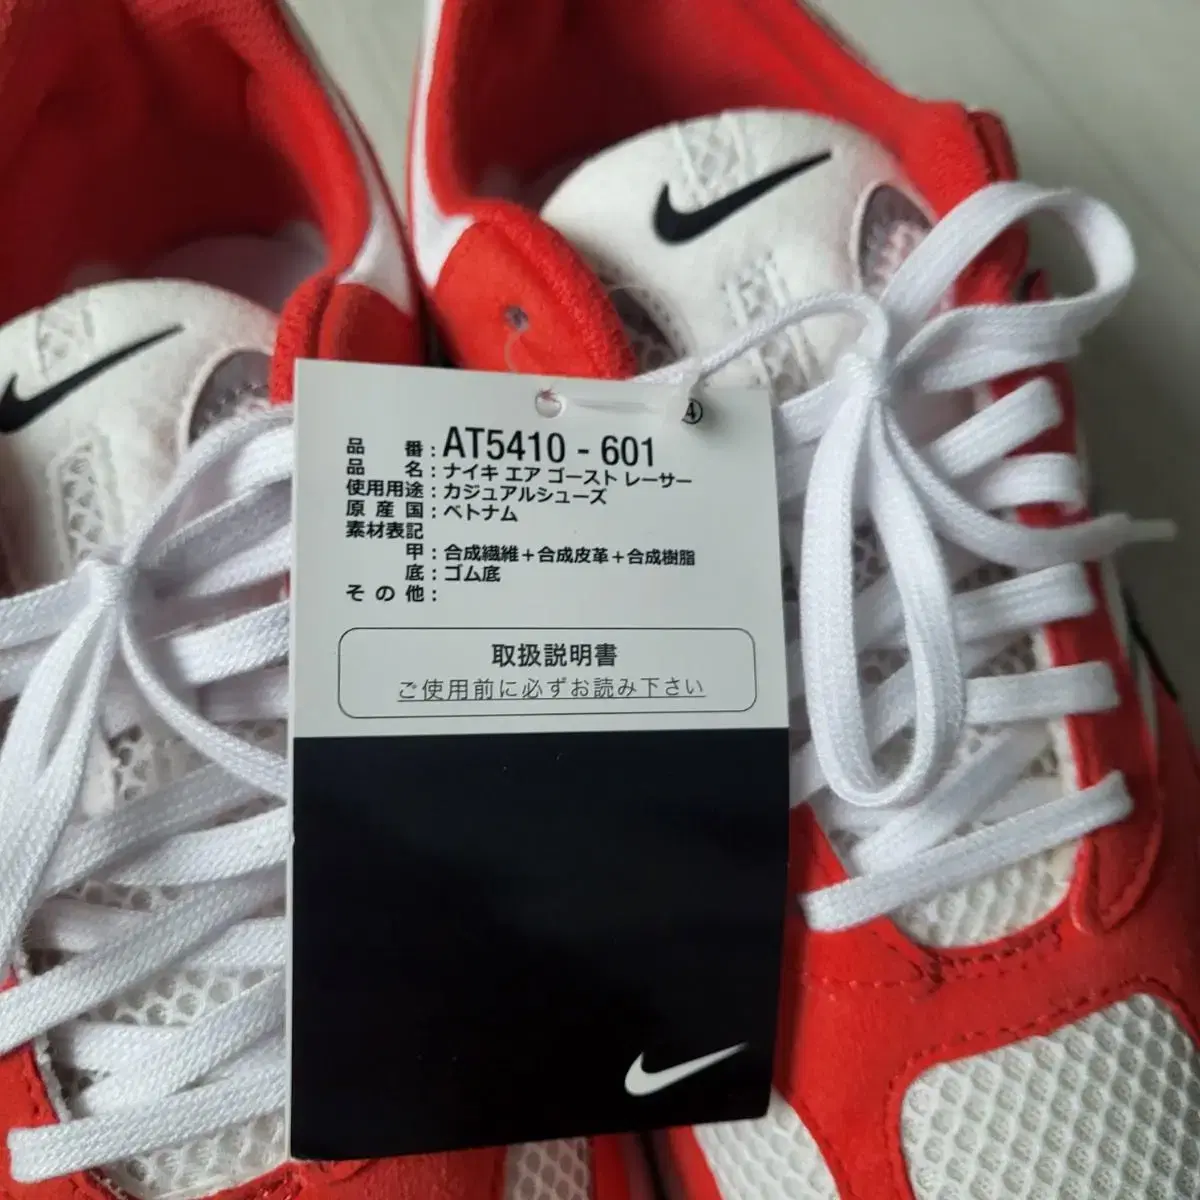 ④
品番：AT5410 - 601
品名：ナイキ エア ゴースト レーサー
使用用途：カジュアルシューズ
原産国：ベトナム
素材表記
甲：合成繊維＋合成皮革＋合成樹脂
底：ゴム底
その他：
取扱説明書
ご使用前に必ずお読み下さい